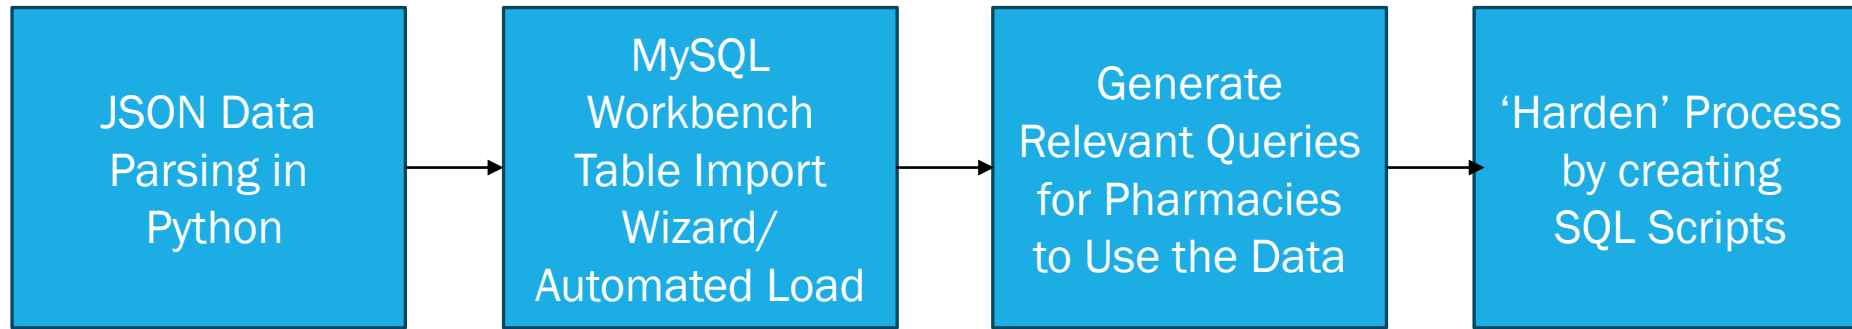 JSON Data
Parsing in
Python
MySQL
Workbench
Table Import
Wizard/
Automated Load
Generate
Relevant Queries
for Pharmacies
to Use the Data
‘Harden’ Process
by creating
SQL Scripts